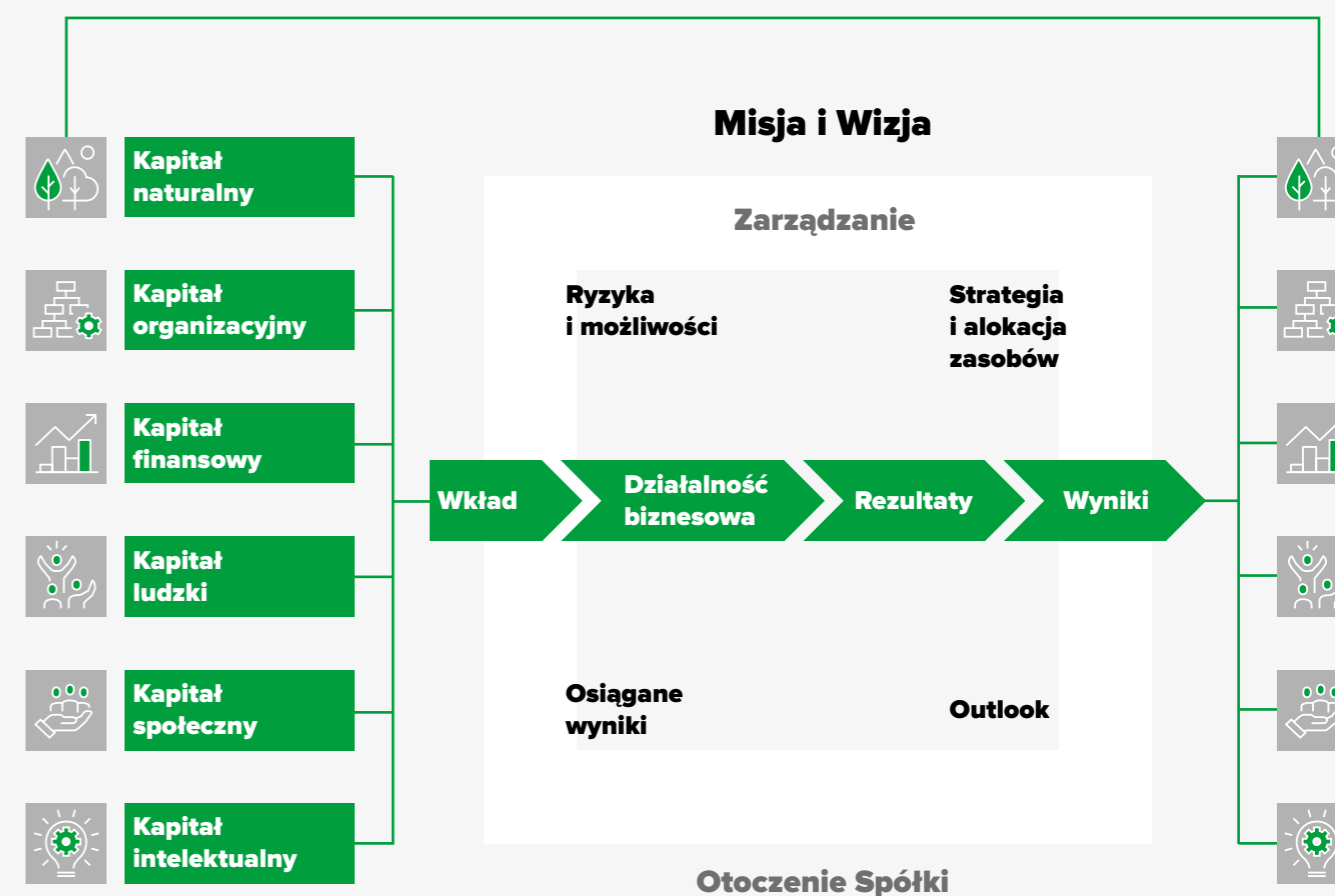 Misja i Wizja
Kapitał
naturalny
Zarządzanie
Kapitał
organizacyjny
Ryzyka
i możliwości
Strategia
i alokacja
zasobów
Kapitał
finansowy
Wkład
Działalność
biznesowa
Rezultaty
Wyniki
Kapitał
ludzki
Kapitał
społeczny
Osiągane
wyniki
Outlook
Kapitał
intelektualny
Otoczenie Spółki